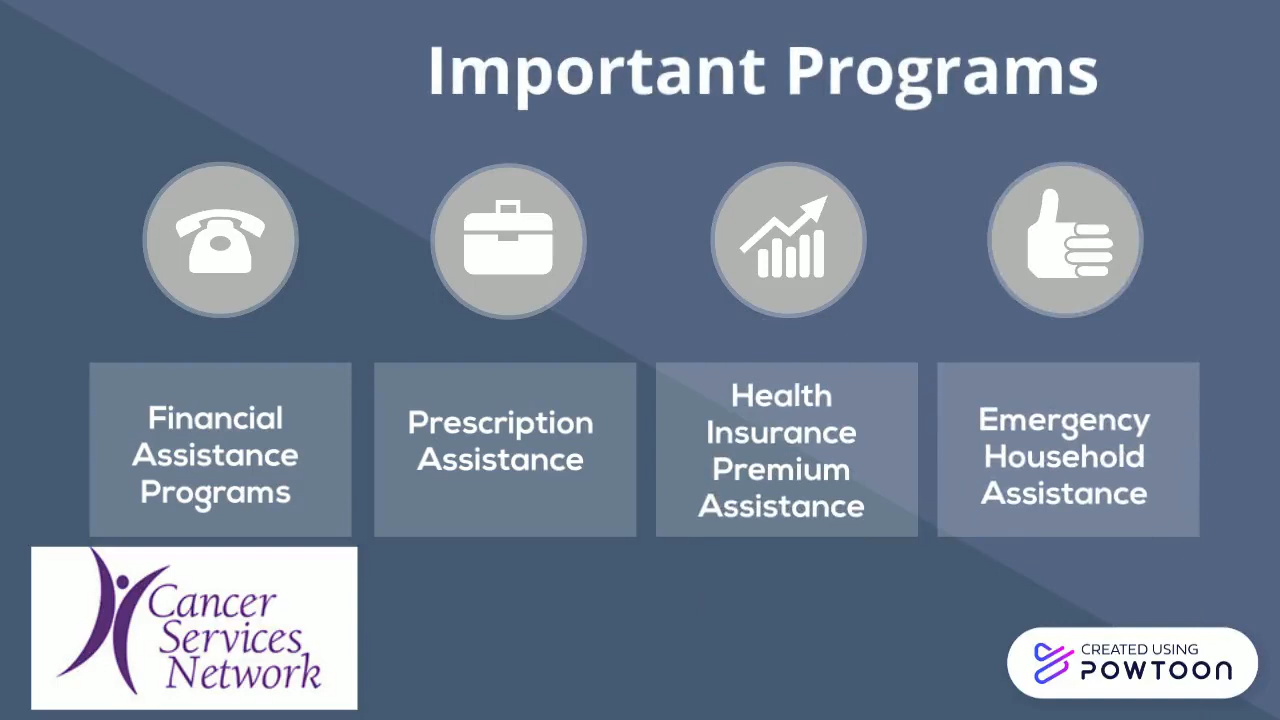 Important Programs
Financial
Assistance
Programs
Prescription
Assistance
Health
Insurance
Premium
Assistance
Emergency
Household
Assistance
Cancer
Services
Network
CREATED USING
POWTOON